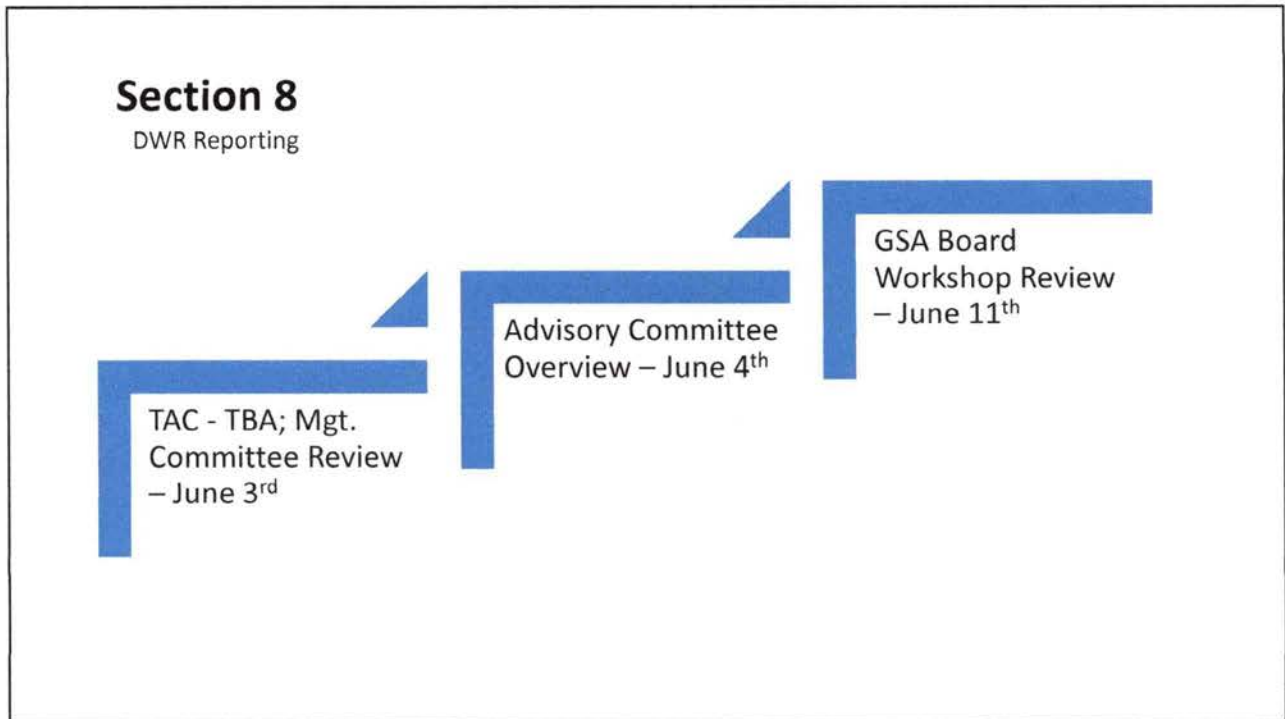 Section 8
DWR Reporting
TAC - TBA; Mgt.
Committee Review
– June 3rd
Advisory Committee
Overview – June 4th
GSA Board
Workshop Review
– June 11th